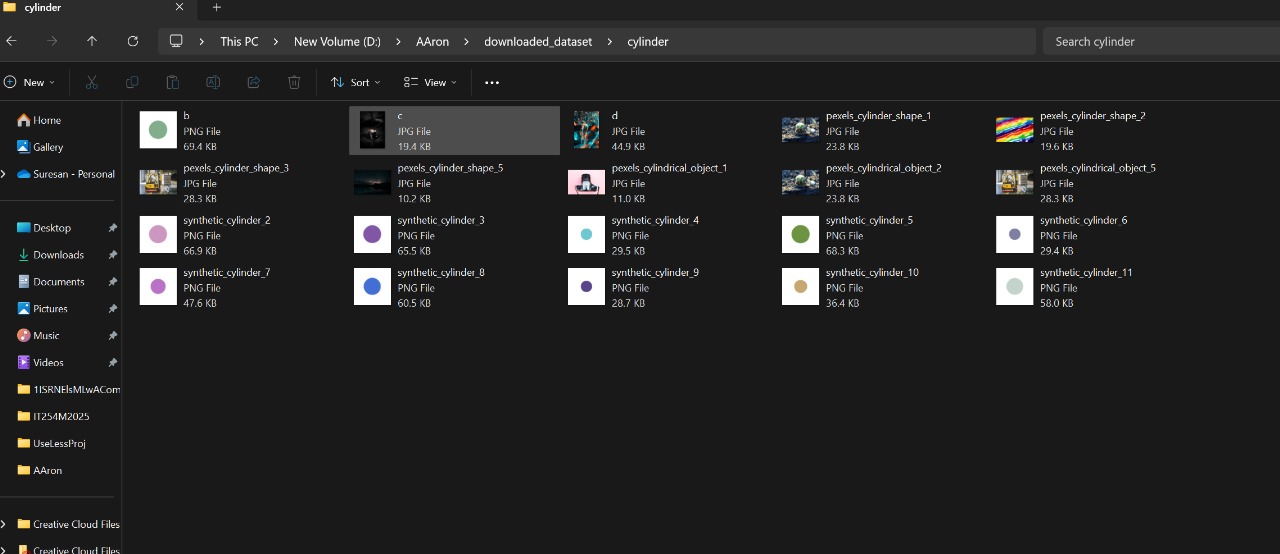 cylinder
This PC
New Volume (D:)
AAron
downloaded_dataset
cylinder
Search cylinder
New
Sort
View
Home
Gallery
Suresan - Personal
Desktop
Downloads
Documents
Pictures
Music
Videos
1ISRNElsMLwACom
IT254M2025
UseLessProj
AAron
Creative Cloud Files
Creative Cloud Files
b
PNG File
69.4 KB
c
JPG File
19.4 KB
d
JPG File
44.9 KB
pexels_cylinder_shape_1
JPG File
23.8 KB
pexels_cylinder_shape_2
JPG File
19.6 KB
pexels_cylinder_shape_3
JPG File
28.3 KB
pexels_cylinder_shape_5
JPG File
10.2 KB
pexels_cylindrical_object_1
JPG File
11.0 KB
pexels_cylindrical_object_2
JPG File
23.8 KB
pexels_cylindrical_object_5
JPG File
28.3 KB
synthetic_cylinder_2
PNG File
66.9 KB
synthetic_cylinder_3
PNG File
65.5 KB
synthetic_cylinder_4
PNG File
29.5 KB
synthetic_cylinder_5
PNG File
68.3 KB
synthetic_cylinder_6
PNG File
29.4 KB
synthetic_cylinder_7
PNG File
47.6 KB
synthetic_cylinder_8
PNG File
60.5 KB
synthetic_cylinder_9
PNG File
28.7 KB
synthetic_cylinder_10
PNG File
36.4 KB
synthetic_cylinder_11
PNG File
58.0 KB